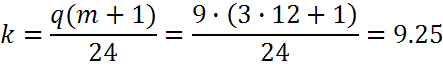 k = q(m + 1)/24 = 9 · (3 · 12 + 1)/24 = 9.25